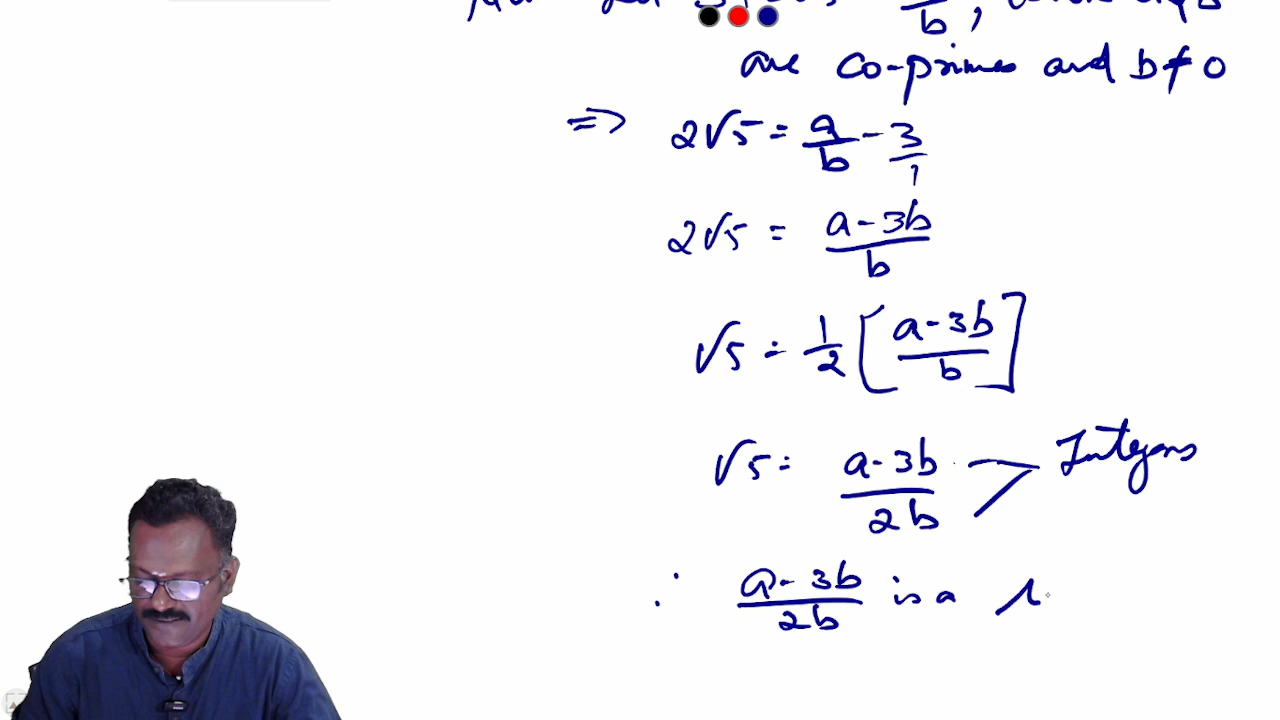 b,
are co-primes and b ≠ 0
=> 2√5 = a/b - 3/1
2√5 = (a - 3b)/b
√5 = 1/2 [(a - 3b)/b]
√5 = (a - 3b)/2b Integers
∴ (a - 3b)/2b is a